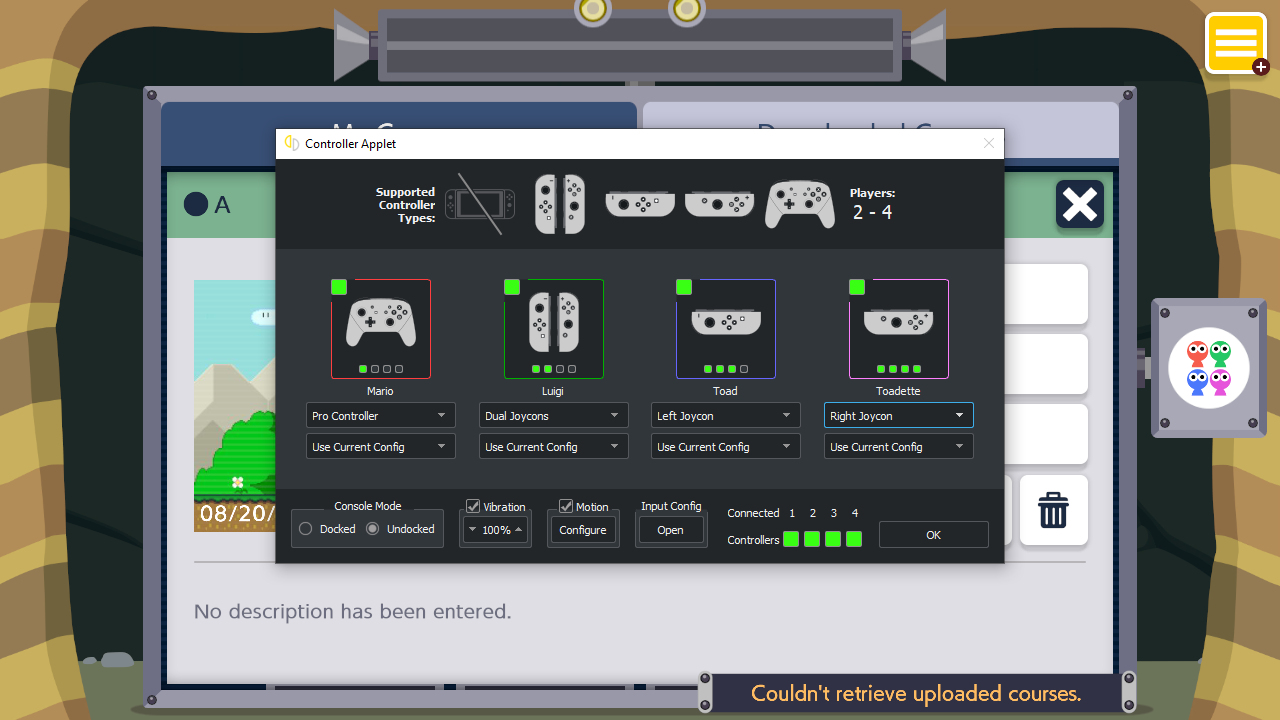 Controller Applet
Supported
Controller
Types:
Players:
2 - 4
A
Mario
Luigi
Toad
Toadette
Pro Controller
Dual Joycons
Left Joycon
Right Joycon
Use Current Config
Use Current Config
Use Current Config
Use Current Config
08/20/
Console Mode
Docked
Undocked
Vibration
100%
Motion
Configure
Input Config
Open
Connected 1 2 3 4
Controllers
OK
No description has been entered.
Couldn't retrieve uploaded courses.